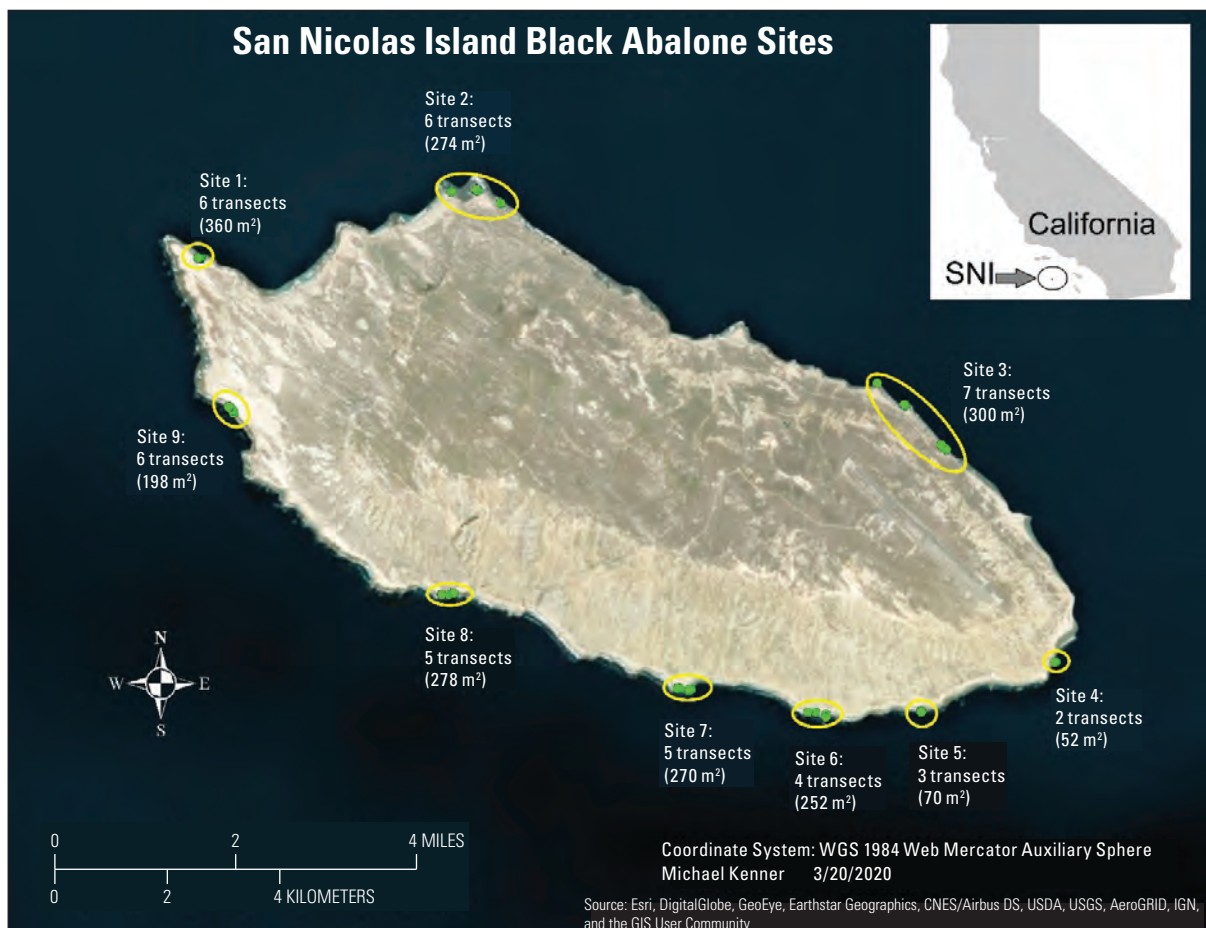 San Nicolas Island Black Abalone Sites
Site 2:
6 transects
(274 m²)
Site 1:
6 transects
(360 m²)
California
SNI
Site 3:
7 transects
(300 m²)
Site 9:
6 transects
(198 m²)
Site 8:
5 transects
(278 m²)
Site 4:
2 transects
(52 m²)
Site 7:
5 transects
(270 m²)
Site 6:
4 transects
(252 m²)
Site 5:
3 transects
(70 m²)
N
W E
S
0 2 4 MILES
0 2 4 KILOMETERS
Coordinate System: WGS 1984 Web Mercator Auxiliary Sphere
Michael Kenner 3/20/2020
Source: Esri, DigitalGlobe, GeoEye, Earthstar Geographics, CNES/Airbus DS, USDA, USGS, AeroGRID, IGN,
and the GIS User Community